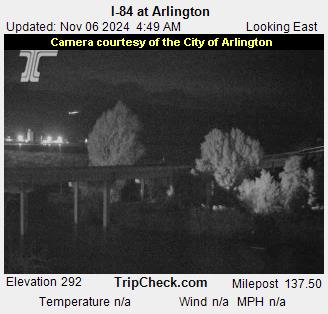 I-84 at Arlington
Updated: Nov 06 2024 4:49 AM Looking East
Camera courtesy of the City of Arlington
Elevation 292 TripCheck.com Milepost 137.50
Temperature n/a Wind n/a MPH n/a